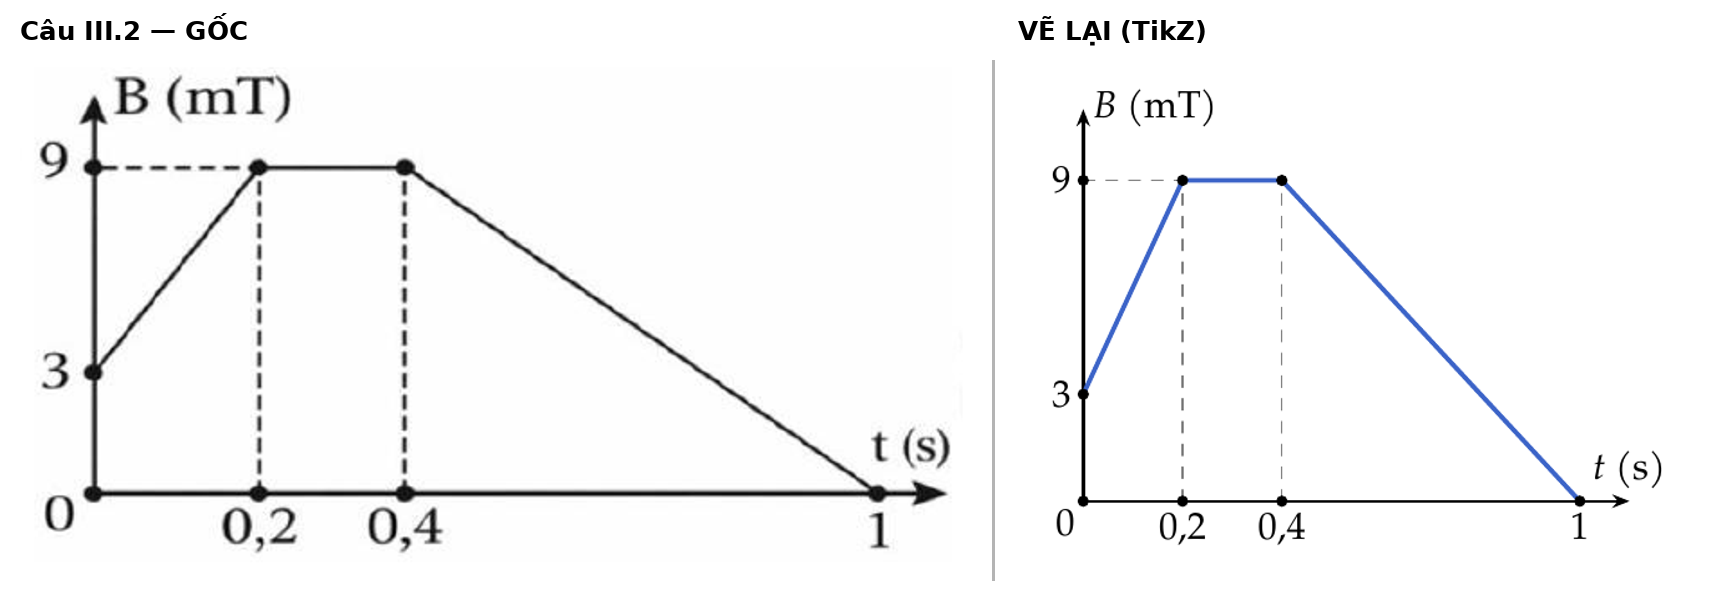 Câu III.2 — GỐC
B (mT)
9
3
t (s)
0
0,2
0,4
1
VẼ LẠI (TikZ)
B (mT)
9
3
t (s)
0
0,2
0,4
1